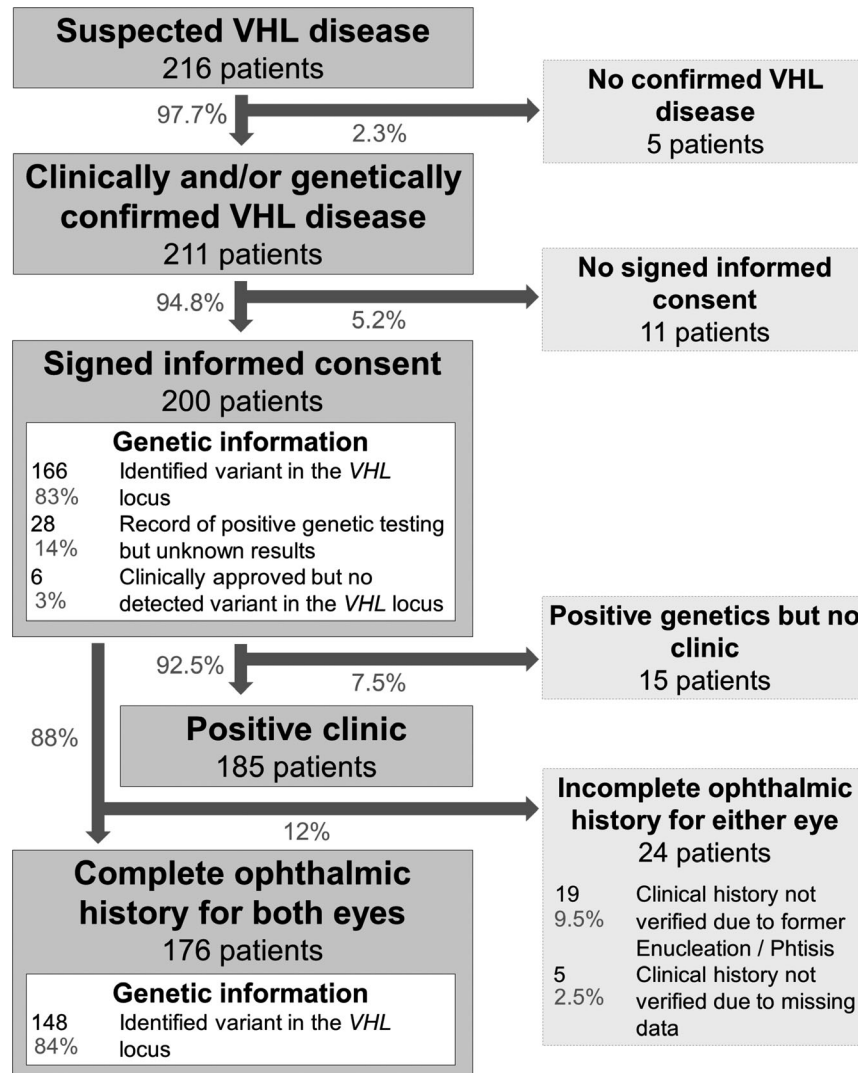 Suspected VHL disease
216 patients
97.7%
2.3%
No confirmed VHL
disease
5 patients
Clinically and/or genetically
confirmed VHL disease
211 patients
94.8%
5.2%
No signed informed
consent
11 patients
Signed informed consent
200 patients
Genetic information
166 Identified variant in the VHL
83% locus
28 Record of positive genetic testing
14% but unknown results
6 Clinically approved but no
3% detected variant in the VHL locus
92.5%
7.5%
Positive genetics but no
clinic
15 patients
Positive clinic
185 patients
88%
12%
Incomplete ophthalmic
history for either eye
24 patients
19 Clinical history not
9.5% verified due to former
Enucleation / Phtisis
5 Clinical history not
2.5% verified due to missing
data
Complete ophthalmic
history for both eyes
176 patients
Genetic information
148 Identified variant in the VHL
84% locus